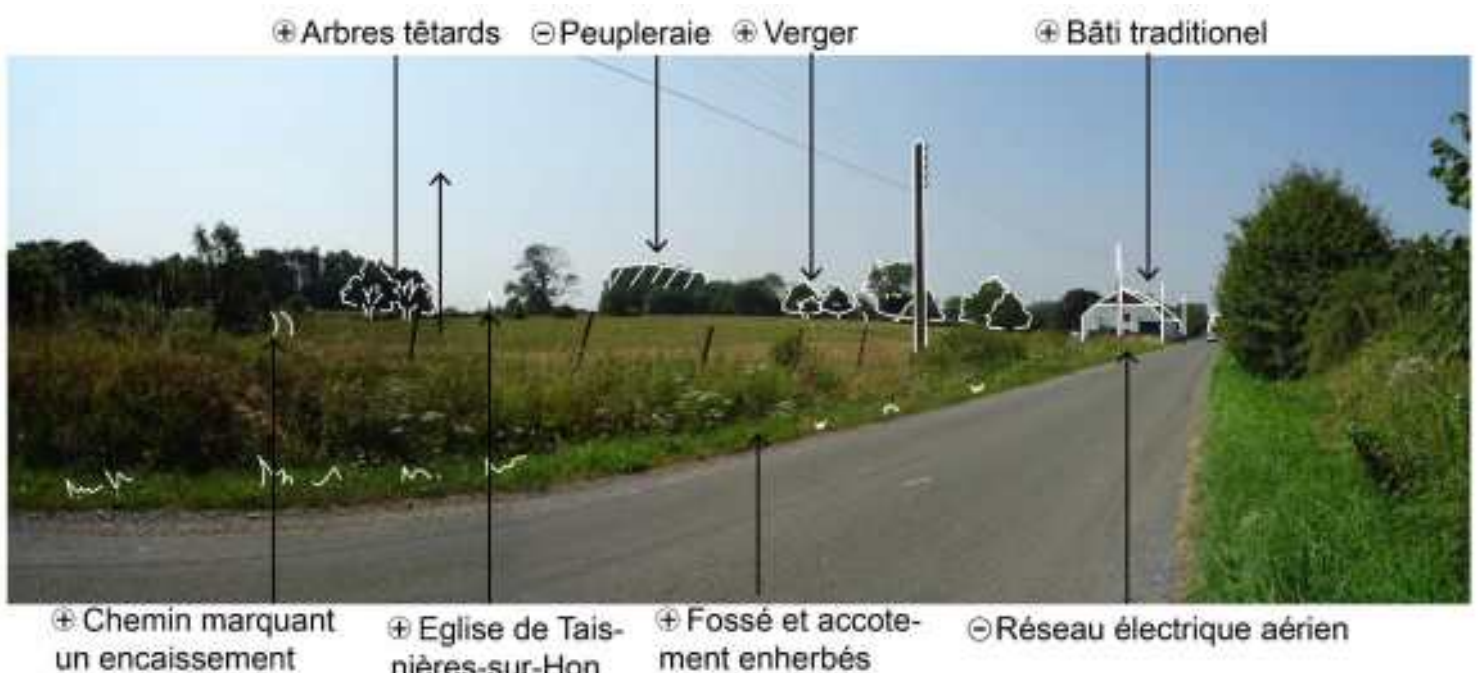 ⊕ Arbres têtards ⊖ Peupleraie ⊕ Verger ⊕ Bâti traditionel
⊕ Chemin marquant
un encaissement
⊕ Eglise de Tais-
nières-sur-Hon
⊕ Fossé et accote-
ment enherbés
⊖ Réseau électrique aérien